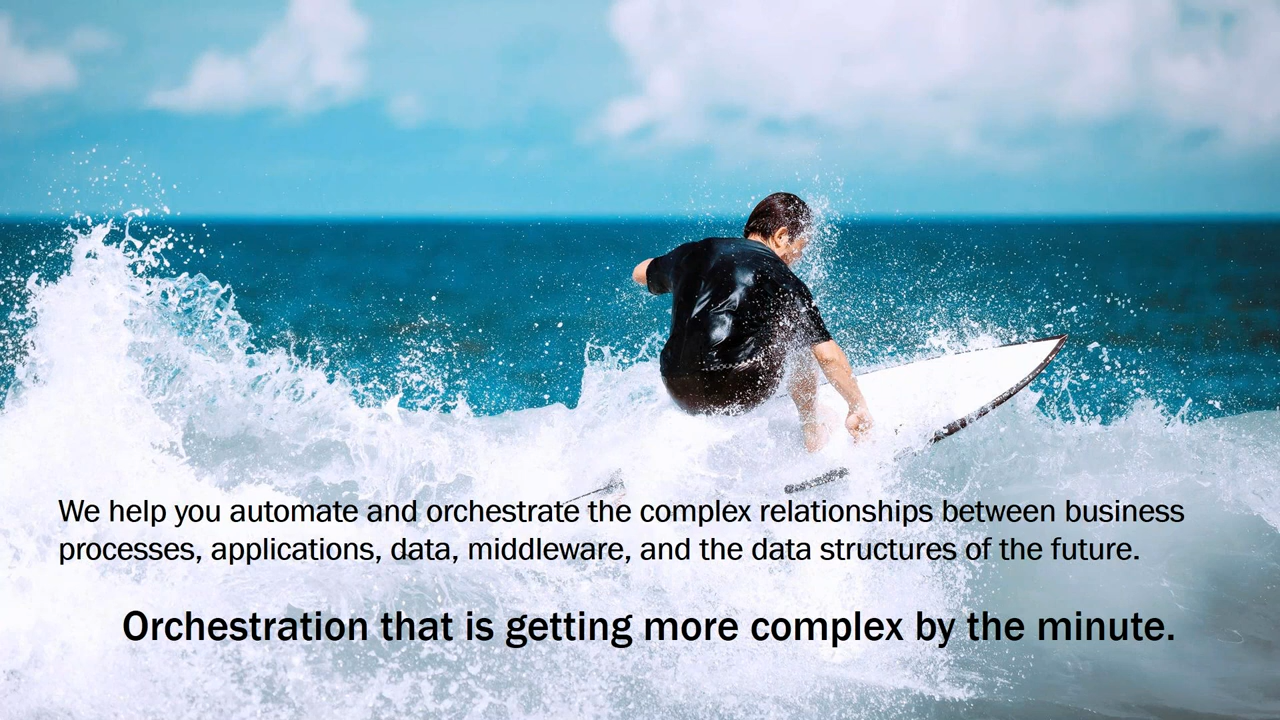 We help you automate and orchestrate the complex relationships between business
processes, applications, data, middleware, and the data structures of the future.
Orchestration that is getting more complex by the minute.